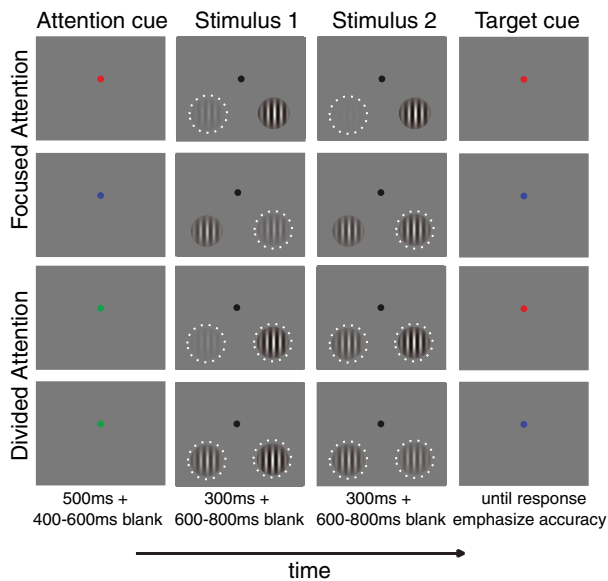 Attention cue Stimulus 1 Stimulus 2 Target cue
Focused Attention
Divided Attention
500ms + 300ms + 300ms + until response
400-600ms blank 600-800ms blank 600-800ms blank emphasize accuracy
time